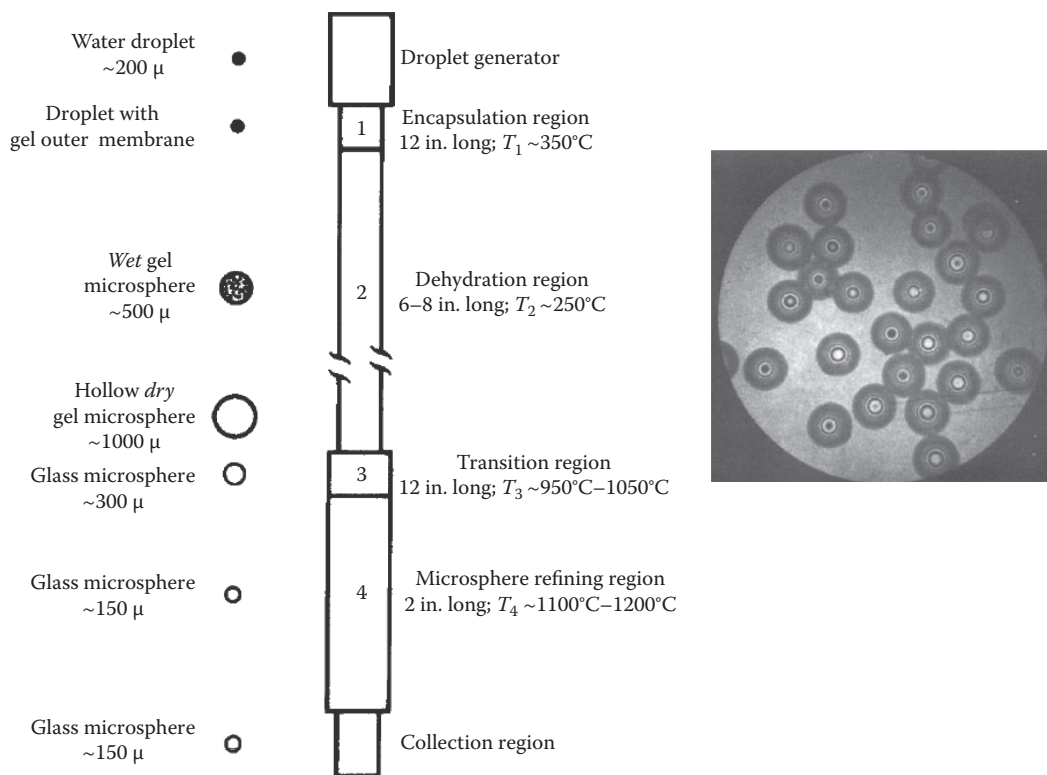 Water droplet
~200 µ
Droplet generator
Droplet with
gel outer membrane
1
Encapsulation region
12 in. long; T₁ ~350°C
Wet gel
microsphere
~500 µ
2
Dehydration region
6–8 in. long; T₂ ~250°C
Hollow dry
gel microsphere
~1000 µ
Glass microsphere
~300 µ
3
Transition region
12 in. long; T₃ ~950°C–1050°C
Glass microsphere
~150 µ
4
Microsphere refining region
2 in. long; T₄ ~1100°C–1200°C
Glass microsphere
~150 µ
Collection region